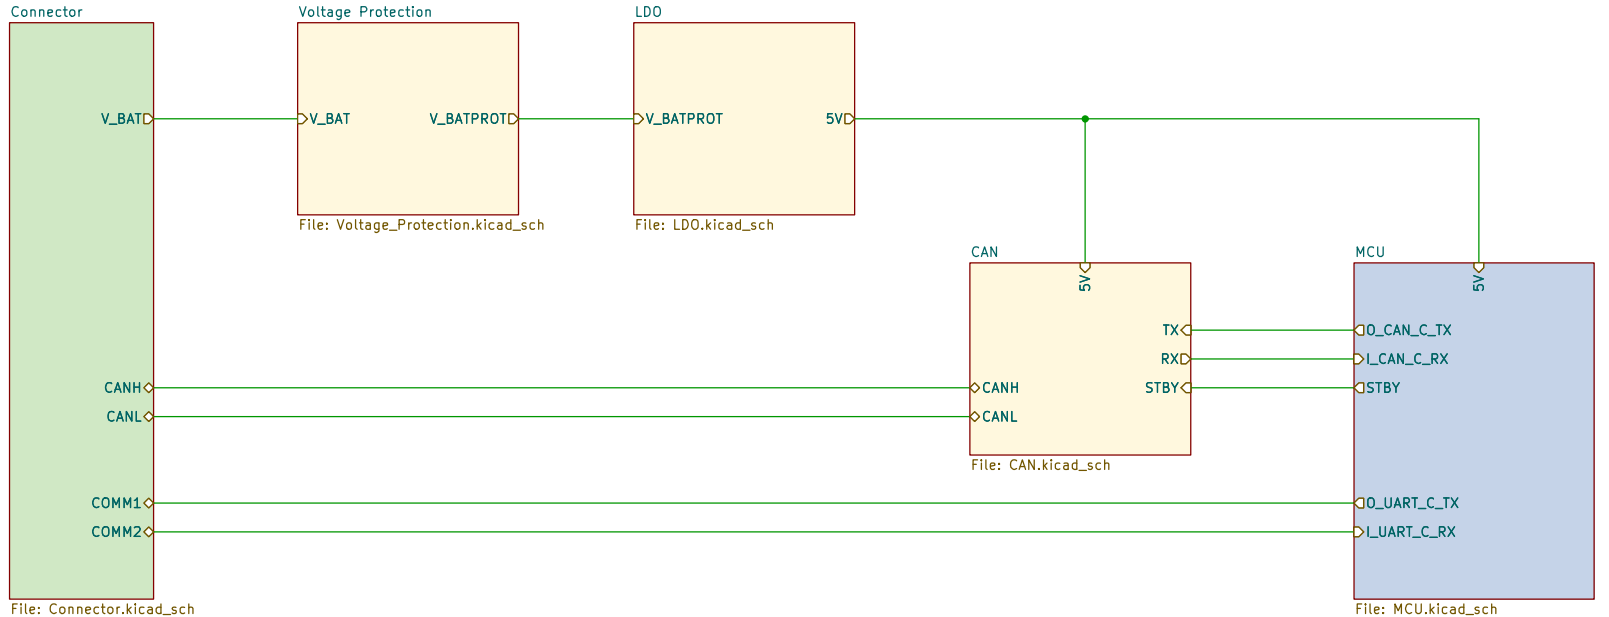 Connector
Voltage Protection
LDO
V_BAT
V_BAT
V_BATPROT
V_BATPROT
5V
File: Voltage_Protection.kicad_sch
File: LDO.kicad_sch
CAN
MCU
5V
5V
TX
O_CAN_C_TX
RX
I_CAN_C_RX
CANH
CANH
STBY
STBY
CANL
CANL
File: CAN.kicad_sch
COMM1
O_UART_C_TX
COMM2
I_UART_C_RX
File: Connector.kicad_sch
File: MCU.kicad_sch